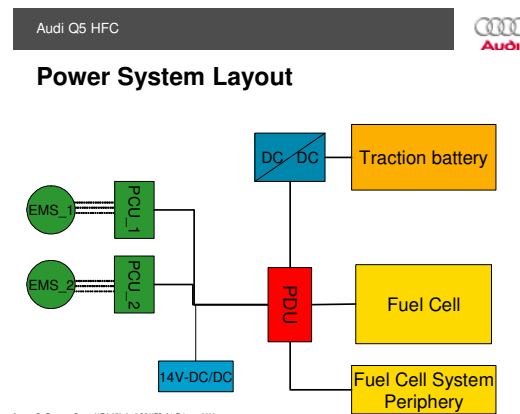 Audi Q5 HFC
Audi
Power System Layout
DC DC
Traction battery
EMS_1
PCU_1
EMS_2
PCU_2
PDU
Fuel Cell
14V-DC/DC
Fuel Cell System
Periphery